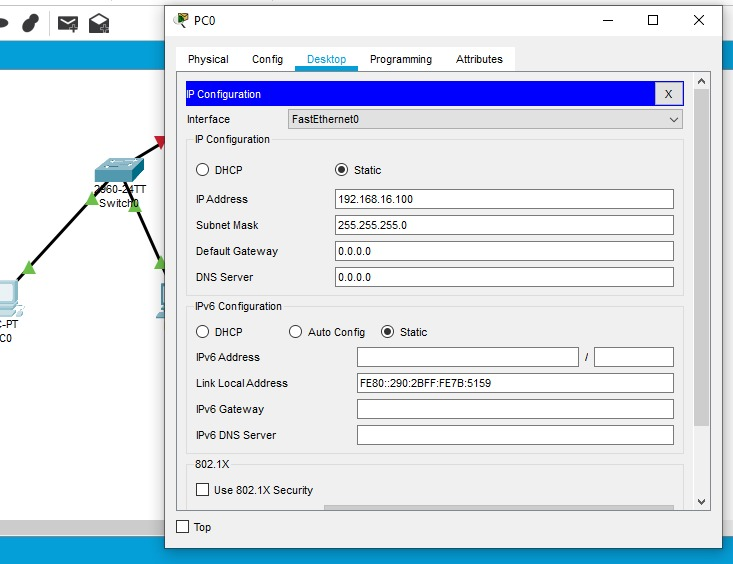 PC0
Physical Config Desktop Programming Attributes
IP Configuration X
Interface FastEthernet0
IP Configuration
DHCP Static
IP Address 192.168.16.100
Subnet Mask 255.255.255.0
Default Gateway 0.0.0.0
DNS Server 0.0.0.0
IPv6 Configuration
DHCP Auto Config Static
IPv6 Address /
Link Local Address FE80::290:2BFF:FE7B:5159
IPv6 Gateway
IPv6 DNS Server
802.1X
Use 802.1X Security
Top
2960-24TT
Switch0
C-PT
C0